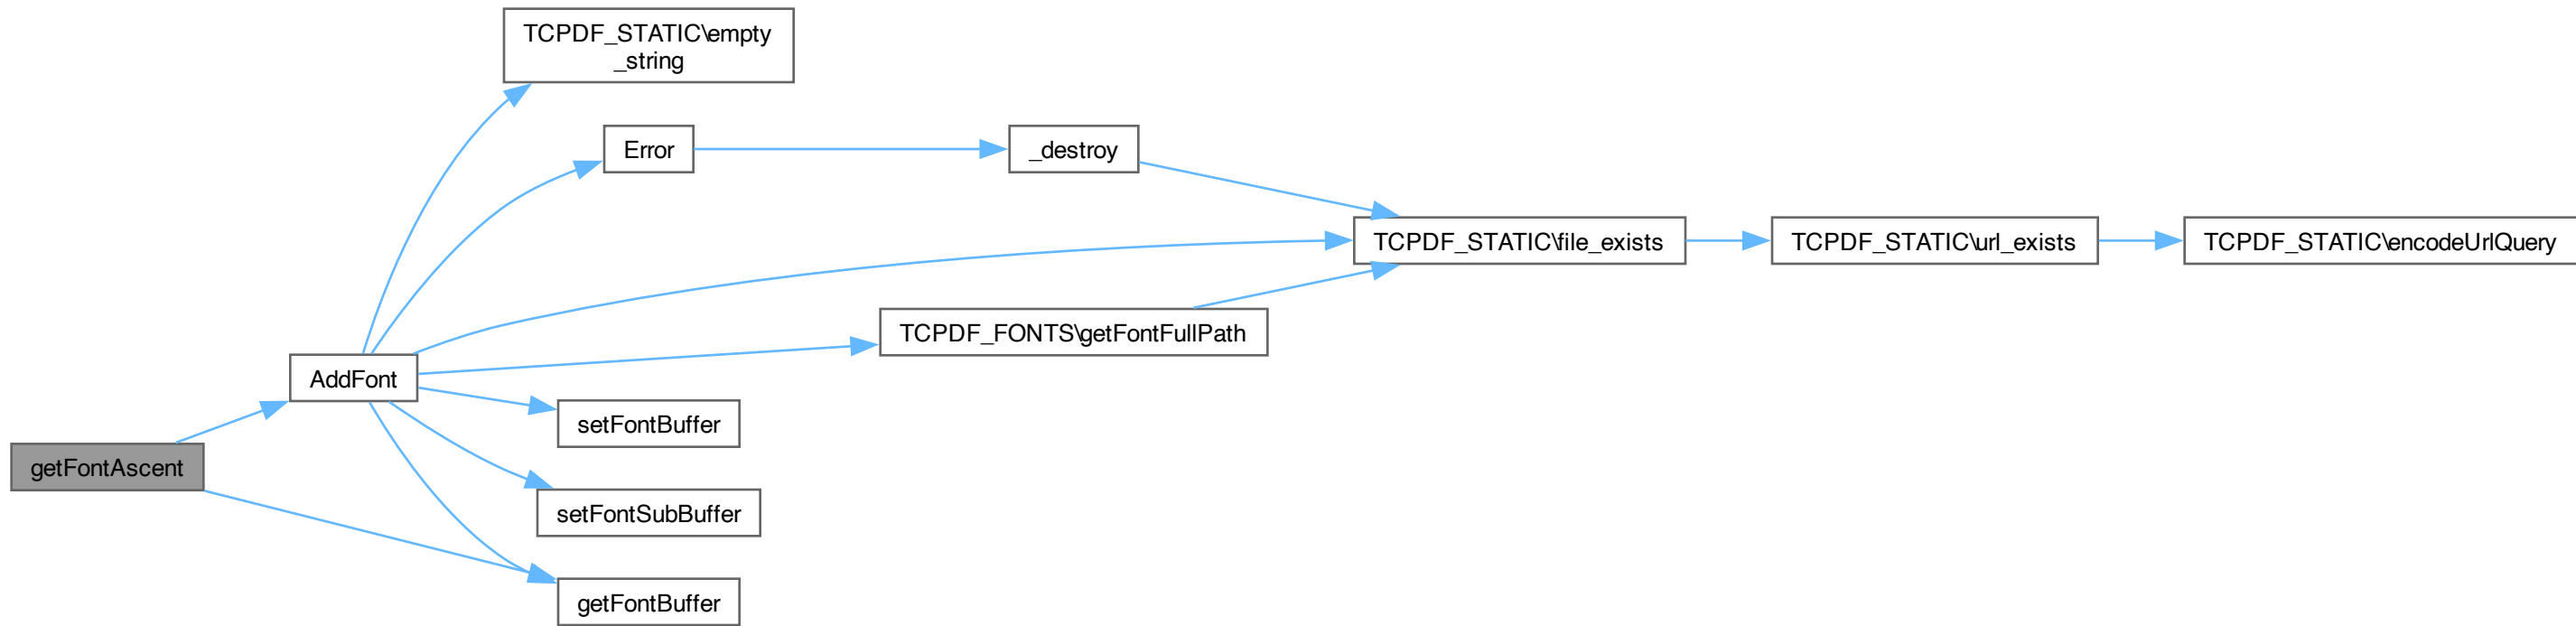 TCPDF_STATIC\empty
_string
Error
_destroy
TCPDF_STATIC\file_exists
TCPDF_STATIC\url_exists
TCPDF_STATIC\encodeUrlQuery
TCPDF_FONTS\getFontFullPath
AddFont
setFontBuffer
getFontAscent
setFontSubBuffer
getFontBuffer